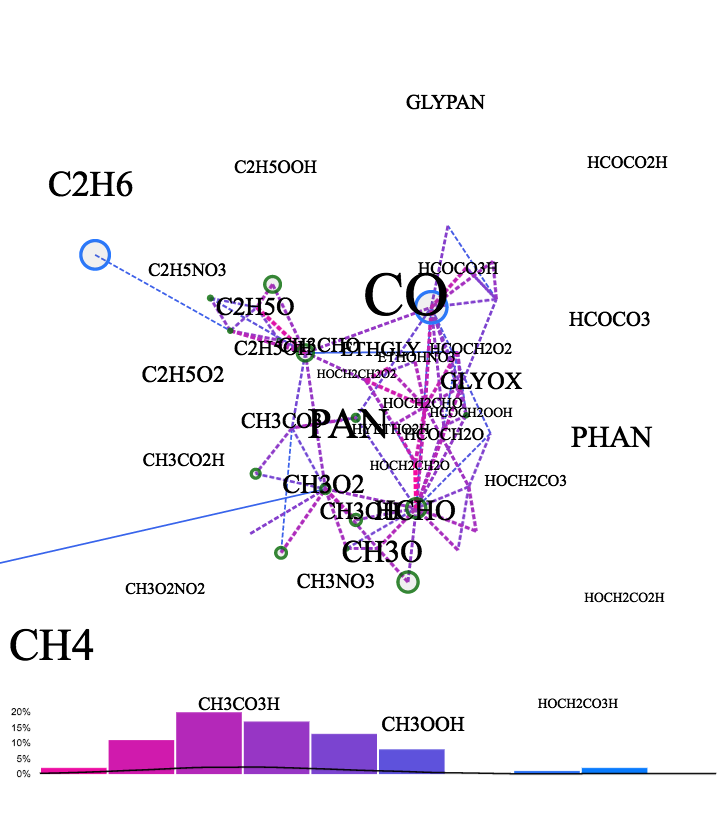 GLYPAN
HCOCO2H
C2H5OOH
C2H6
HCOCO3H
C2H5NO3
CO
C2H5O
HCOCO3
CH3CHO
C2H5OH
ETHGLY
HCOCH2O2
ETHOHNO3
HOCH2CH2O2
C2H5O2
GLYOX
HOCH2CHO
HCOCH2OOH
CH3CO3
PAN
HYETHO2H
HCOCH2O
PHAN
CH3CO2H
HOCH2CH2O
HOCH2CO3
CH3O2
CH3OH
HCHO
CH3O
CH3NO3
CH3O2NO2
HOCH2CO2H
CH4
CH3CO3H
HOCH2CO3H
CH3OOH
20%
15%
10%
5%
0%